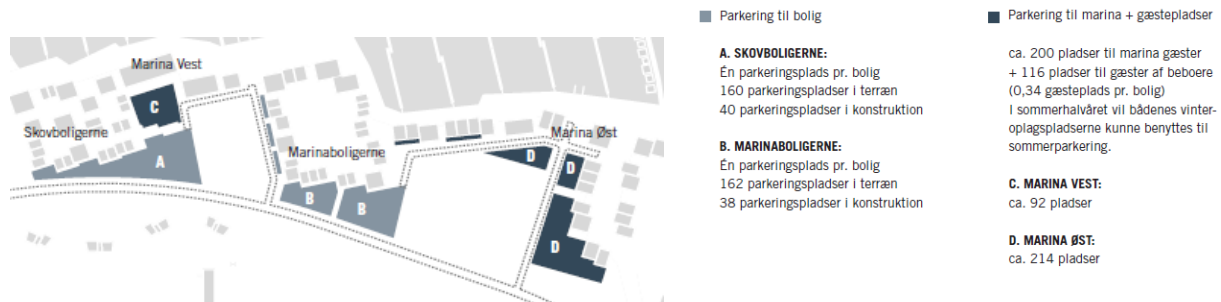 Marina Vest
C
Skovboligerne
A
Marinaboligerne
B
B
Marina Øst
D
D
D
Parkering til bolig
A. SKOVBOLIGERNE:
Én parkeringsplads pr. bolig
160 parkeringspladser i terræn
40 parkeringspladser i konstruktion
B. MARINABOLIGERNE:
Én parkeringsplads pr. bolig
162 parkeringspladser i terræn
38 parkeringspladser i konstruktion
Parkering til marina + gæstepladser
ca. 200 pladser til marina gæster
+ 116 pladser til gæster af beboere
(0,34 gæsteplads pr. bolig)
I sommerhalvåret vil bådenes vinter-
oplagspladserne kunne benyttes til
sommerparkering.
C. MARINA VEST:
ca. 92 pladser
D. MARINA ØST:
ca. 214 pladser